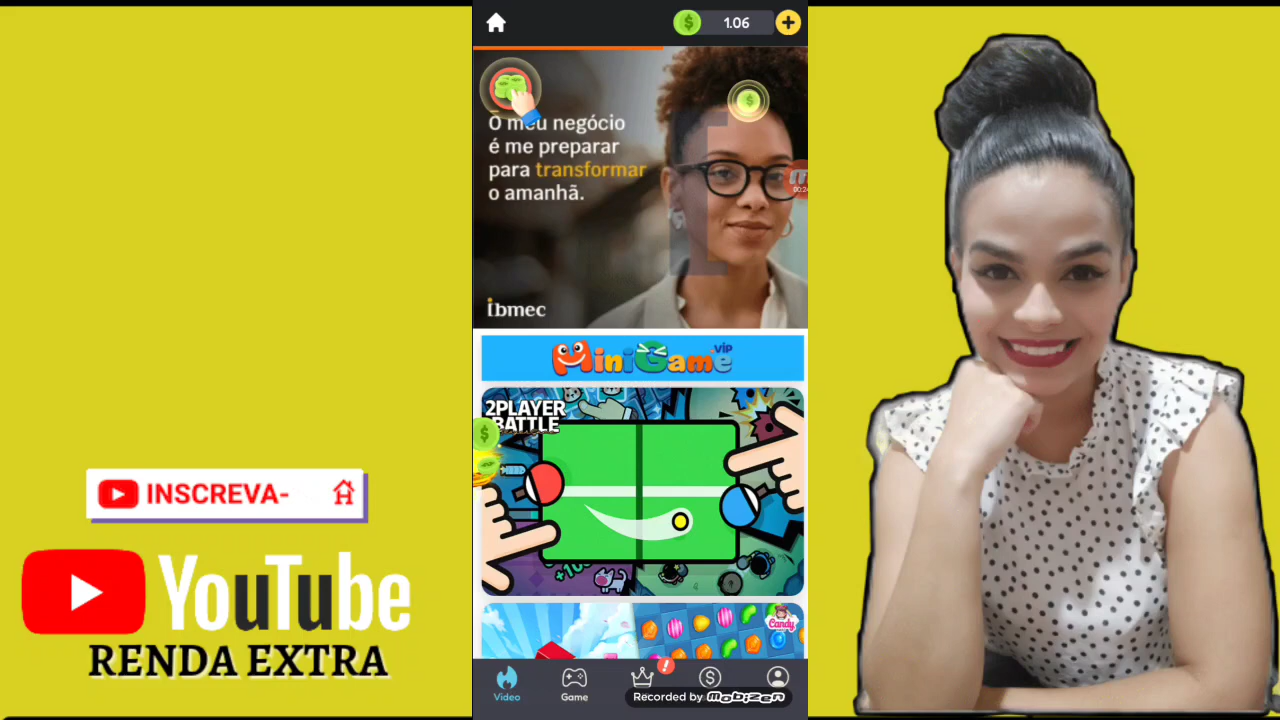 1.06
O meu negócio
é me preparar
para transformar
o amanhã.
ibmec
MiniGame.vip
2PLAYER
BATTLE
Candy
INSCREVA-
YouTube
RENDA EXTRA
Video
Game
Recorded by mobizen